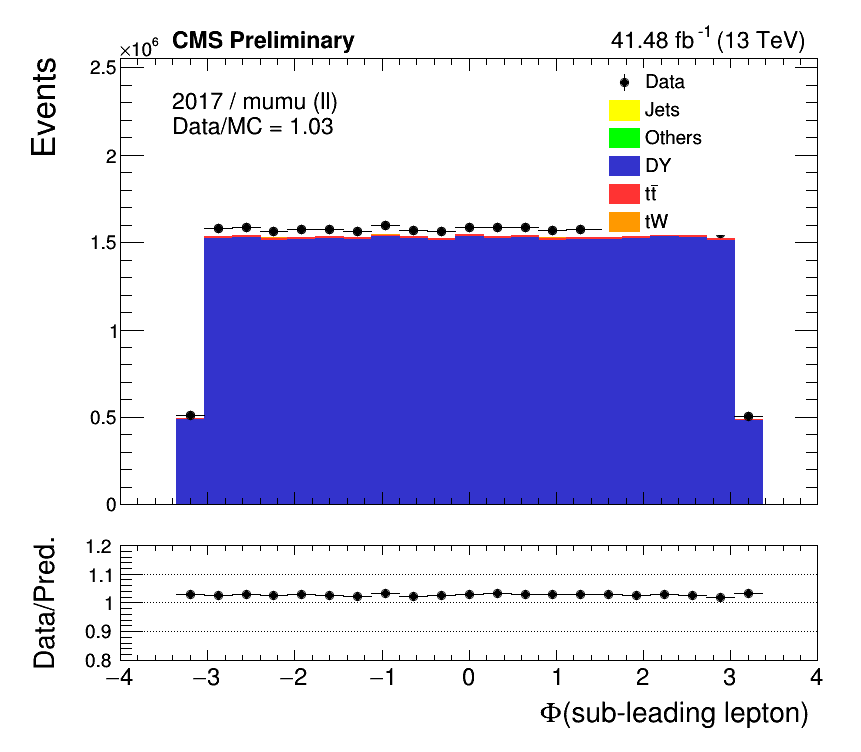 ×10⁶ CMS Preliminary 41.48 fb⁻¹ (13 TeV)
Events
2.5
2
1.5
1
0.5
0
2017 / mumu (ll)
Data/MC = 1.03
Data
Jets
Others
DY
tt̄
tW
Data/Pred.
1.2
1.1
1
0.9
0.8
−4 −3 −2 −1 0 1 2 3 4
Φ(sub-leading lepton)